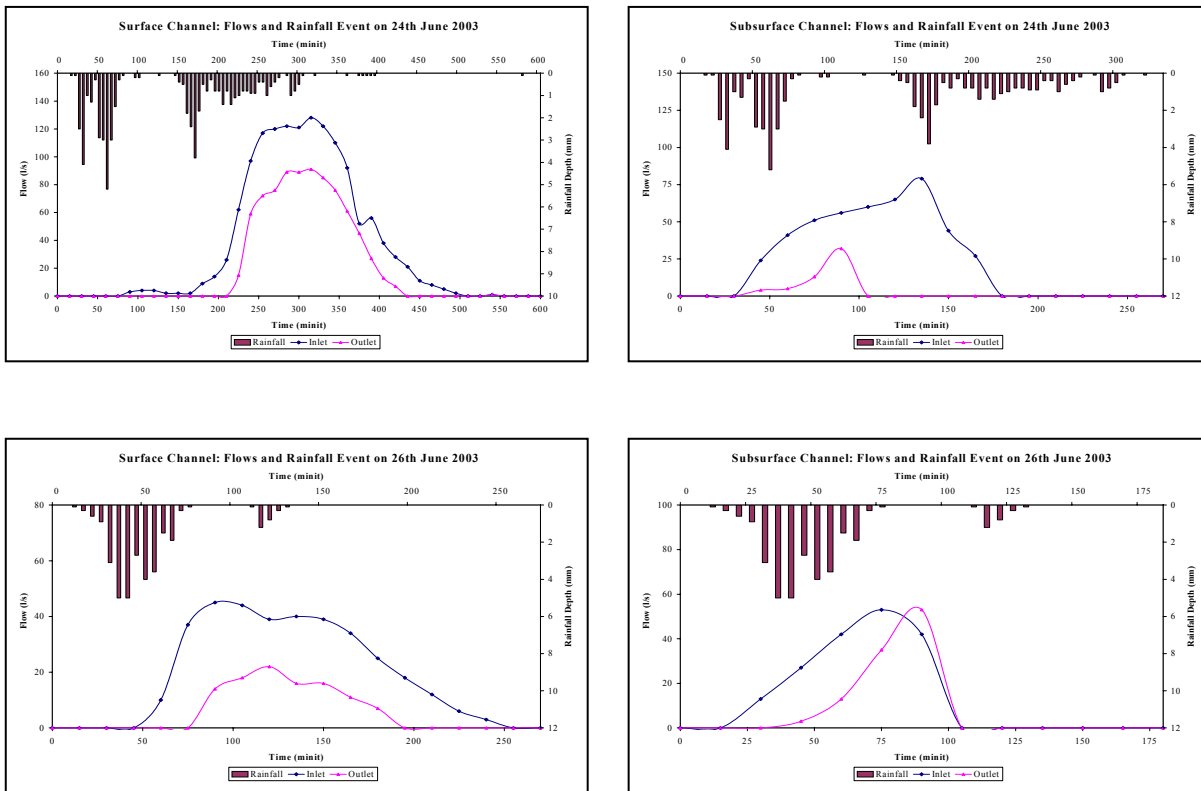 Surface Channel: Flows and Rainfall Event on 24th June 2003
Time (minit)
0 50 100 150 200 250 300 350 400 450 500 550 600
160 140 120 100 80 60 40 20 0
Flow (l/s)
0 1 2 3 4 5 6 7 8 9 10
Rainfall Depth (mm)
0 50 100 150 200 250 300 350 400 450 500 550 600
Time (minit)
Rainfall Inlet Outlet
Subsurface Channel: Flows and Rainfall Event on 24th June 2003
Time (minit)
0 50 100 150 200 250 300
150 125 100 75 50 25 0
Flow (l/s)
0 2 4 6 8 10 12
Rainfall Depth (mm)
0 50 100 150 200 250
Time (minit)
Rainfall Inlet Outlet
Surface Channel: Flows and Rainfall Event on 26th June 2003
Time (minit)
0 50 100 150 200 250
80 60 40 20 0
Flow (l/s)
0 2 4 6 8 10 12
Rainfall Depth (mm)
0 50 100 150 200 250
Time (minit)
Rainfall Inlet Outlet
Subsurface Channel: Flows and Rainfall Event on 26th June 2003
Time (minit)
0 25 50 75 100 125 150 175
100 80 60 40 20 0
Flow (l/s)
0 2 4 6 8 10 12
Rainfall Depth (mm)
0 25 50 75 100 125 150 175
Time (minit)
Rainfall Inlet Outlet